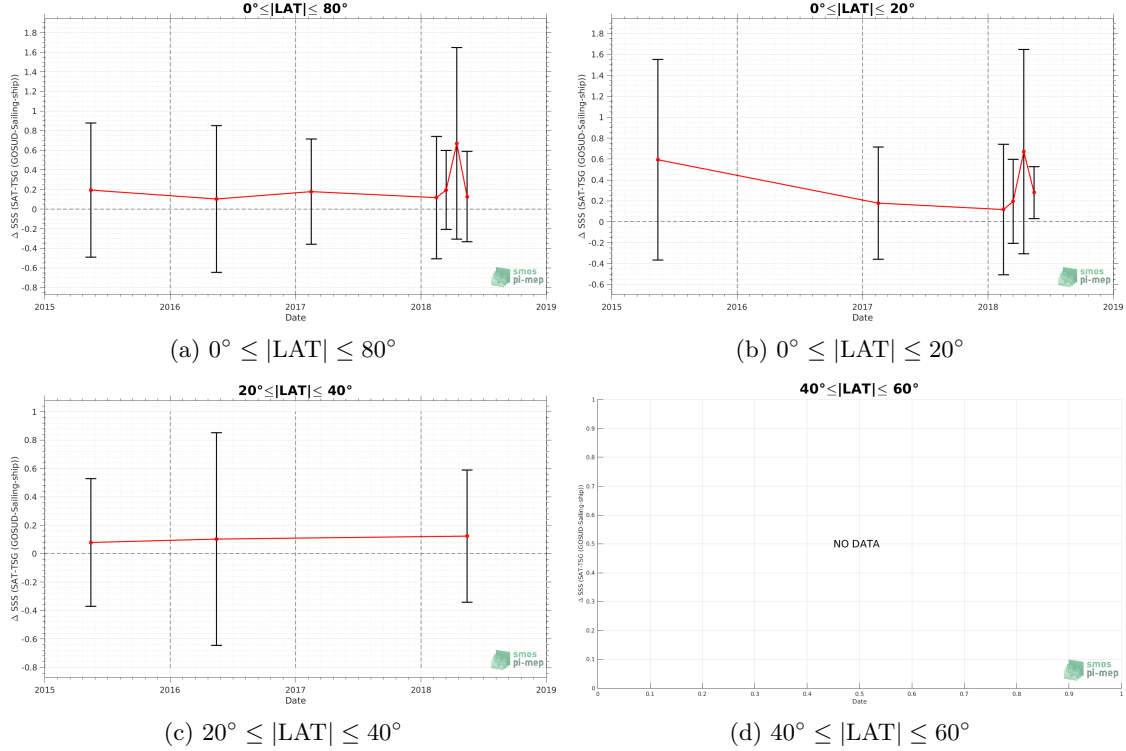 0°≤|LAT|≤ 80°
Δ SSS (SAT-TSG (GOSUD-Sailing-ship))
1.8
1.6
1.4
1.2
1
0.8
0.6
0.4
0.2
0
-0.2
-0.4
-0.6
-0.8
2015 2016 2017 2018 2019
Date
smos
pi-mep
(a) 0° ≤ |LAT| ≤ 80°
0°≤|LAT|≤ 20°
Δ SSS (SAT-TSG (GOSUD-Sailing-ship))
1.8
1.6
1.4
1.2
1
0.8
0.6
0.4
0.2
0
-0.2
-0.4
-0.6
2015 2016 2017 2018 2019
Date
smos
pi-mep
(b) 0° ≤ |LAT| ≤ 20°
20°≤|LAT|≤ 40°
Δ SSS (SAT-TSG (GOSUD-Sailing-ship))
1
0.8
0.6
0.4
0.2
0
-0.2
-0.4
-0.6
-0.8
2015 2016 2017 2018 2019
Date
smos
pi-mep
(c) 20° ≤ |LAT| ≤ 40°
40°≤|LAT|≤ 60°
Δ SSS (SAT-TSG (GOSUD-Sailing-ship))
1
0.9
0.8
0.7
0.6
0.5
0.4
0.3
0.2
0.1
0
NO DATA
0 0.1 0.2 0.3 0.4 0.5 0.6 0.7 0.8 0.9 1
Date
smos
pi-mep
(d) 40° ≤ |LAT| ≤ 60°